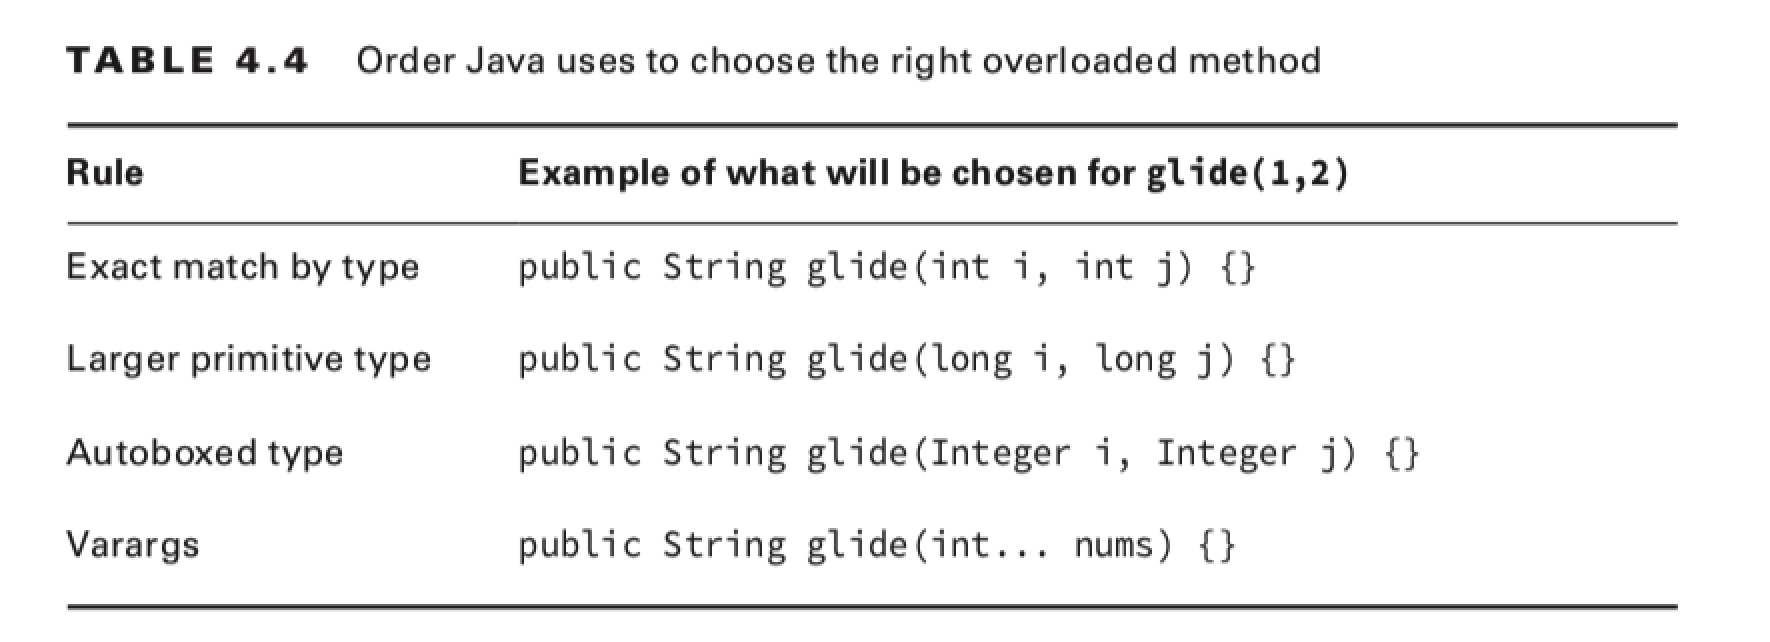 TABLE 4.4 Order Java uses to choose the right overloaded method
Rule Example of what will be chosen for glide(1,2)
Exact match by type public String glide(int i, int j) {}
Larger primitive type public String glide(long i, long j) {}
Autoboxed type public String glide(Integer i, Integer j) {}
Varargs public String glide(int... nums) {}